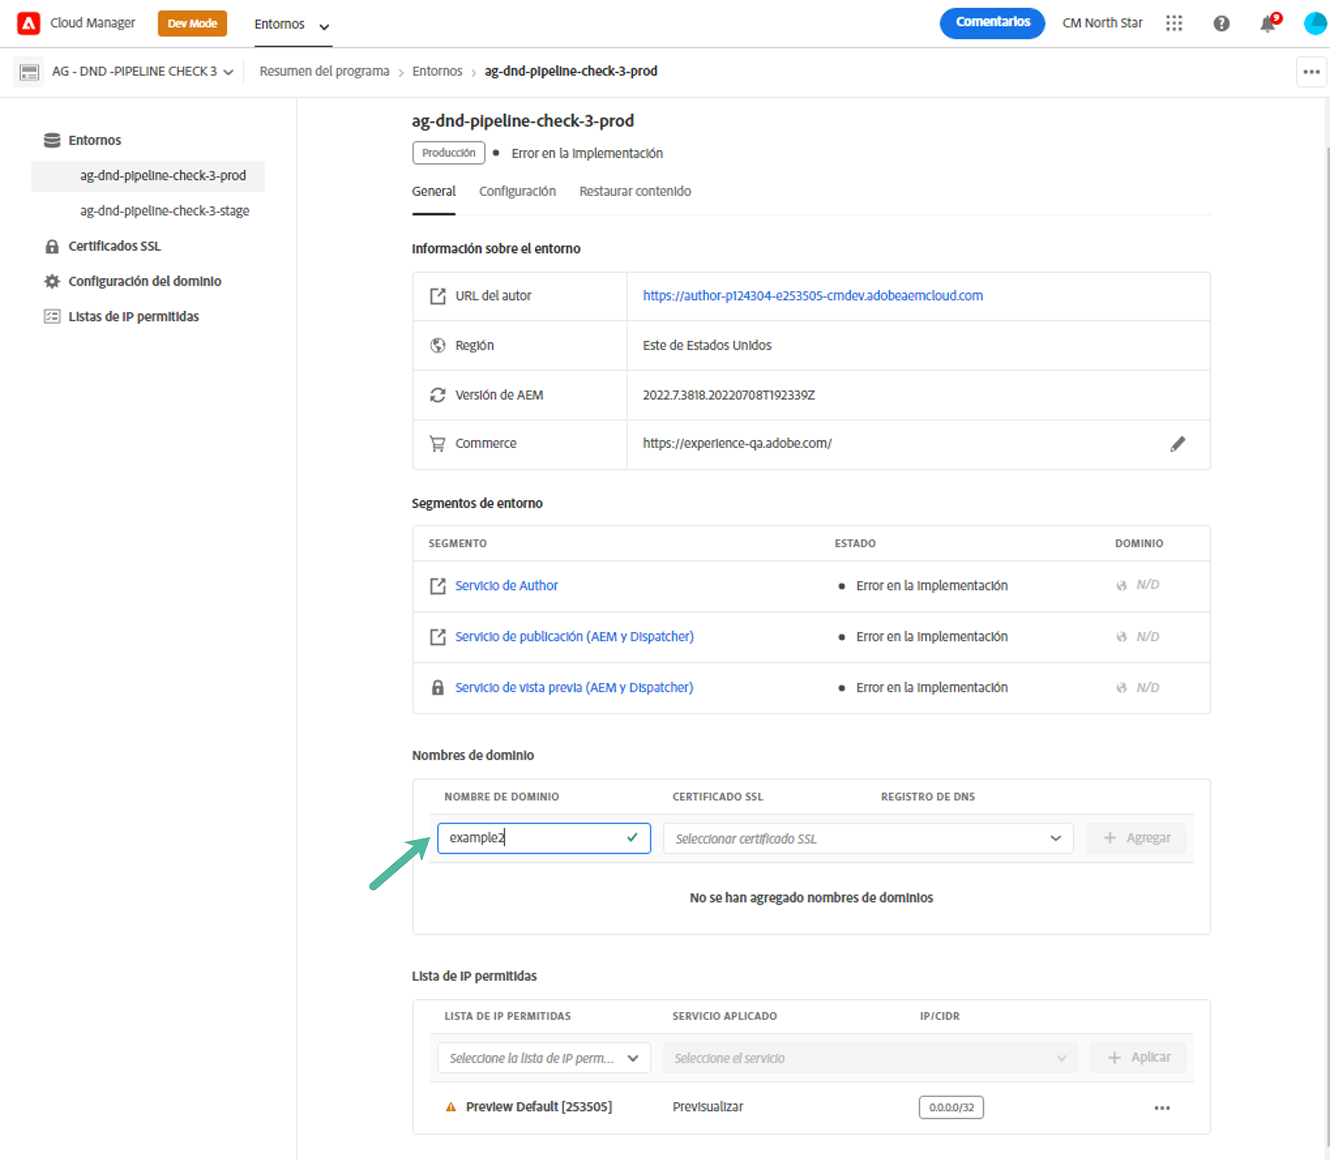 Cloud Manager Dev Mode Entornos Comentarios CM North Star 9
AG - DND -PIPELINE CHECK 3 Resumen del programa > Entornos > ag-dnd-pipeline-check-3-prod
Entornos
ag-dnd-pipeline-check-3-prod
ag-dnd-pipeline-check-3-stage
Certificados SSL
Configuración del dominio
Listas de IP permitidas
ag-dnd-pipeline-check-3-prod
Producción • Error en la implementación
General Configuración Restaurar contenido
Información sobre el entorno
URL del autor https://author-p124304-e253505-cmdev.adobeaemcloud.com
Región Este de Estados Unidos
Versión de AEM 2022.7.3818.20220708T192339Z
Commerce https://experience-qa.adobe.com/
Segmentos de entorno
SEGMENTO ESTADO DOMINIO
Servicio de Author • Error en la implementación N/D
Servicio de publicación (AEM y Dispatcher) • Error en la implementación N/D
Servicio de vista previa (AEM y Dispatcher) • Error en la implementación N/D
Nombres de dominio
NOMBRE DE DOMINIO CERTIFICADO SSL REGISTRO DE DNS
example2 Seleccionar certificado SSL + Agregar
No se han agregado nombres de dominios
Lista de IP permitidas
LISTA DE IP PERMITIDAS SERVICIO APLICADO IP/CIDR
Seleccione la lista de IP perm... Seleccione el servicio + Aplicar
Preview Default [253505] Previsualizar 0.0.0.0/32